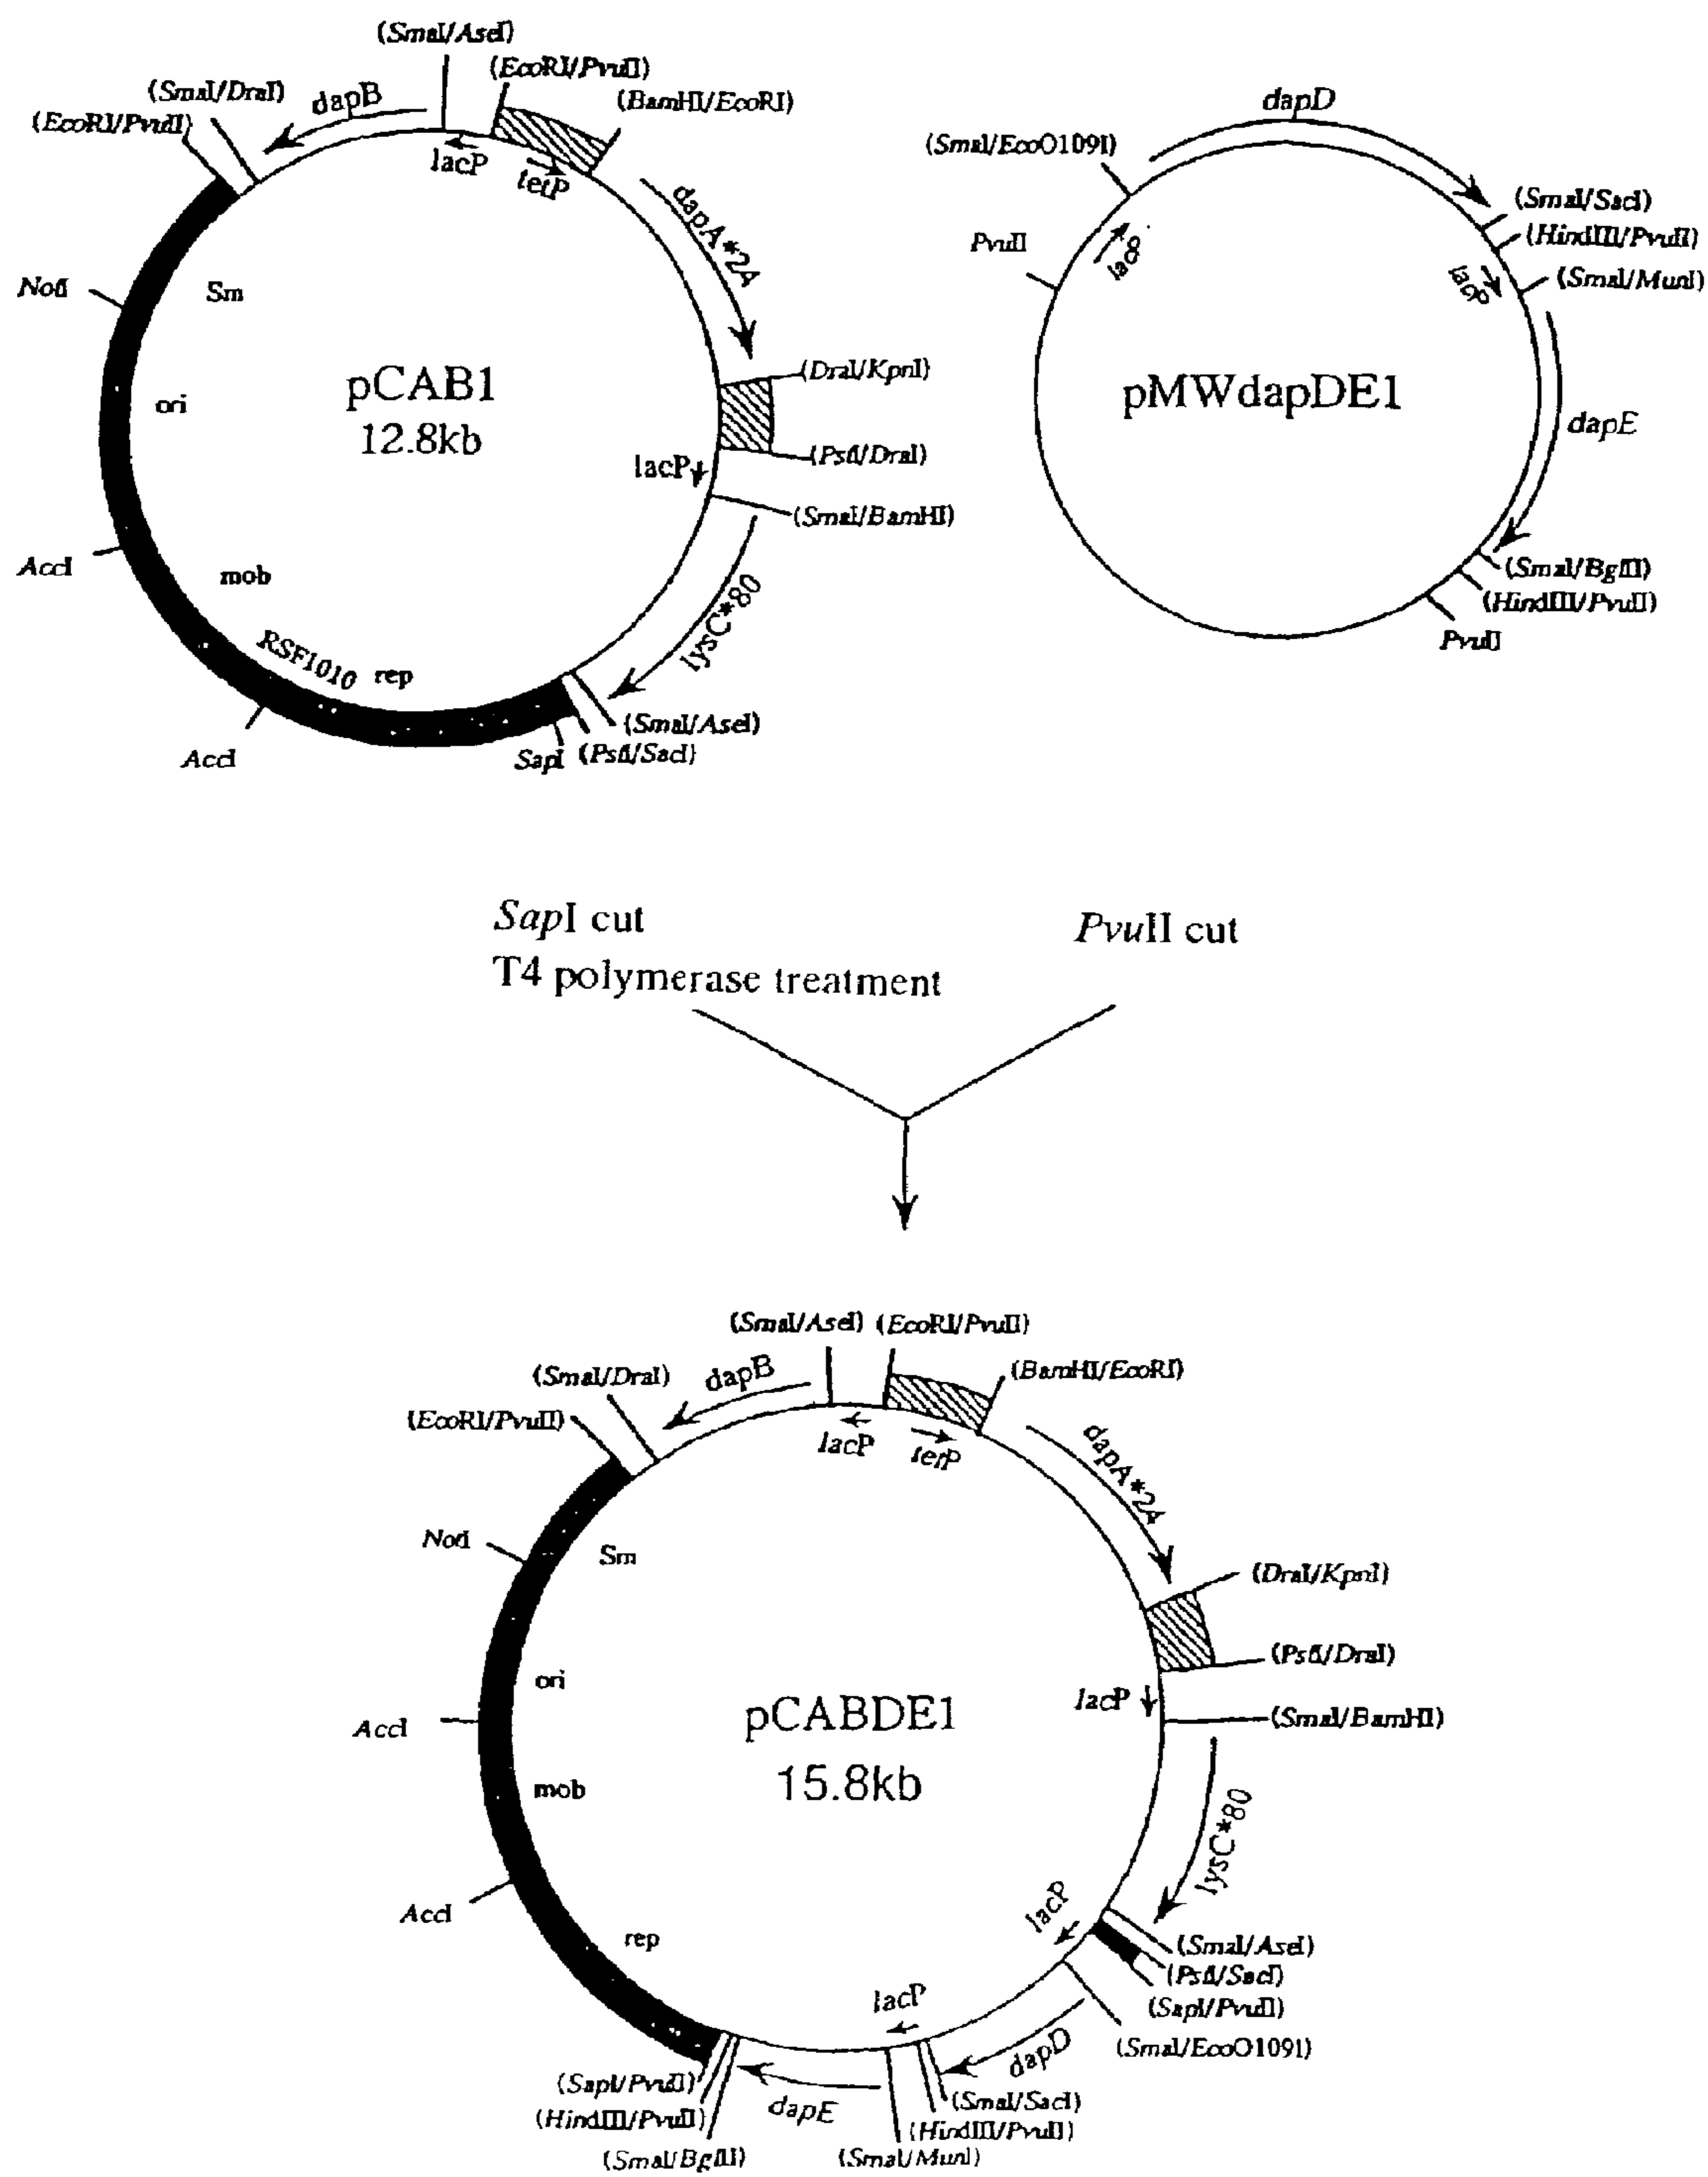 (SmaI/AseI)
(EcoRI/PvuII)
(SmaI/DraI)
dapB
(BamHI/EcoRI)
(EcoRI/PvuII)
lacP
tetP
dapA*2A
NotI
Sm
pCAB1
12.8kb
ori
(DraI/KpnI)
(PstI/DraI)
lacP
(SmaI/BamHI)
AccI
mob
lysC*80
RSF1010
rep
AccI
SapI
(PstI/SacI)
(SmaI/AseI)
dapD
(SmaI/EcoO109I)
(SmaI/SacI)
(HindIII/PvuII)
PvuII
lacP
lacP
(SmaI/MunI)
pMWdapDE1
dapE
(SmaI/BglII)
(HindIII/PvuII)
PvuII
SapI cut
T4 polymerase treatment
PvuII cut
(SmaI/AseI)
(EcoRI/PvuII)
(SmaI/DraI)
dapB
(BamHI/EcoRI)
(EcoRI/PvuII)
lacP
tetP
dapA*2A
NotI
Sm
(DraI/KpnI)
(PstI/DraI)
ori
lacP
AccI
pCABDE1
15.8kb
(SmaI/BamHI)
mob
lysC*80
AccI
rep
lacP
(SmaI/AseI)
(PstI/SacI)
(SapI/PvuII)
(SmaI/EcoO109I)
lacP
dapD
(SapI/PvuII)
dapE
(SmaI/SacI)
(HindIII/PvuII)
(HindIII/PvuII)
(SmaI/BglII)
(SmaI/MunI)